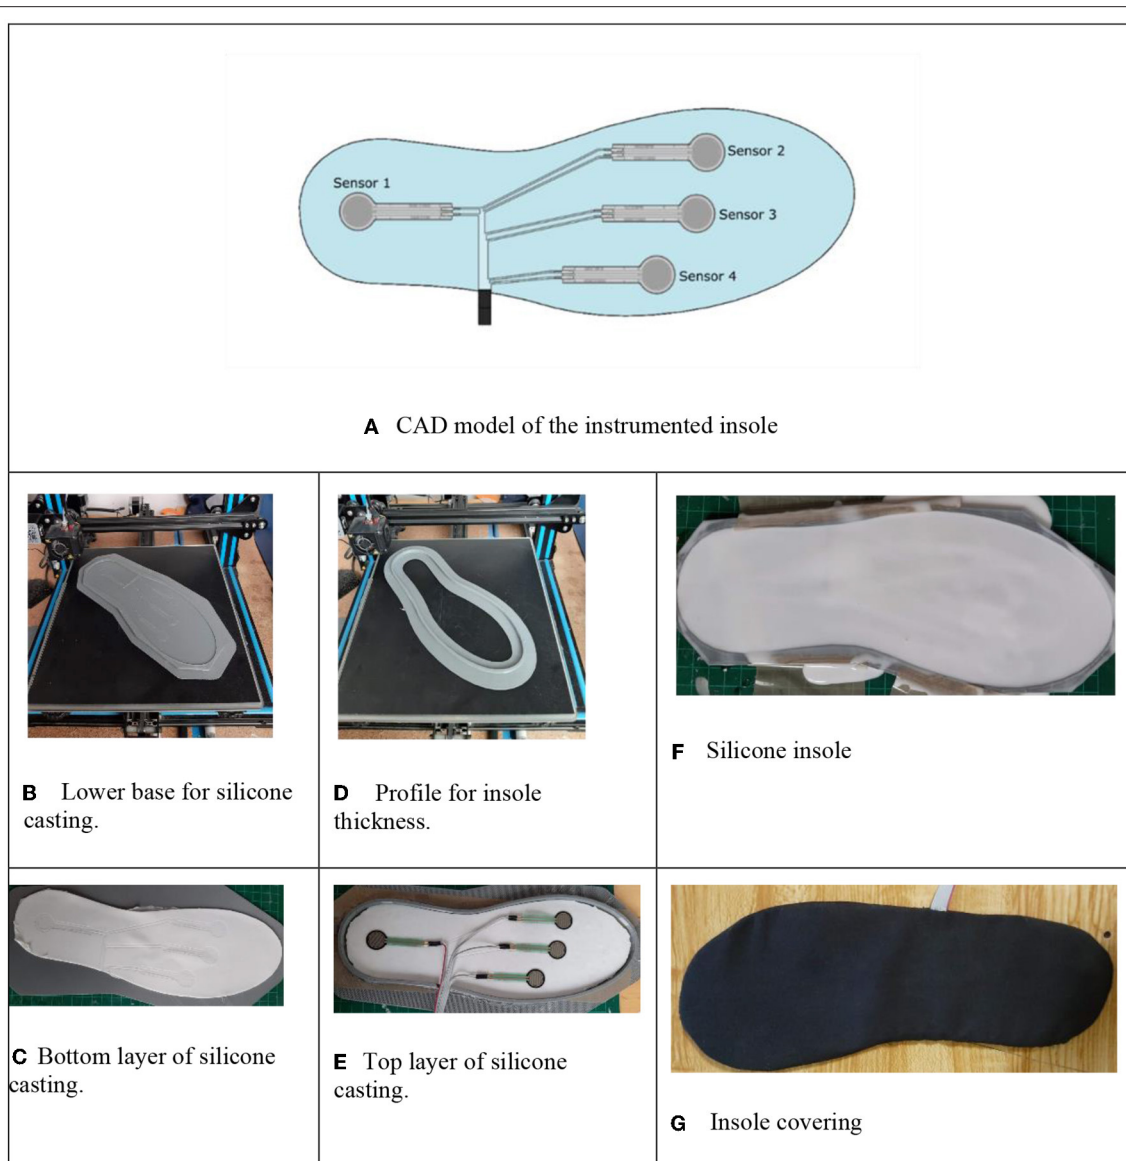 Sensor 1
Sensor 2
Sensor 3
Sensor 4
A CAD model of the instrumented insole
B Lower base for silicone
casting.
D Profile for insole
thickness.
F Silicone insole
C Bottom layer of silicone
casting.
E Top layer of silicone
casting.
G Insole covering